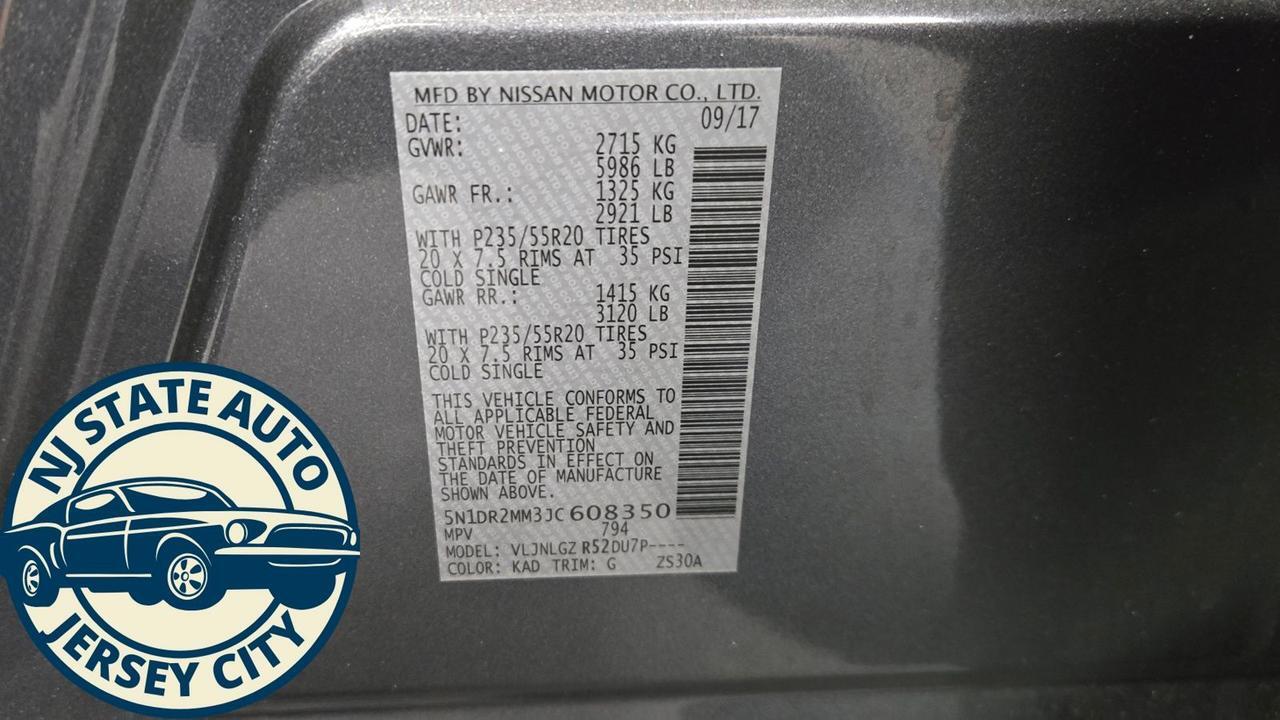 MFD BY NISSAN MOTOR CO., LTD.
DATE: 09/17
GVWR: 2715 KG
5986 LB
GAWR FR.: 1325 KG
2921 LB
WITH P235/55R20 TIRES
20 X 7.5 RIMS AT 35 PSI
COLD SINGLE
GAWR RR.: 1415 KG
3120 LB
WITH P235/55R20 TIRES
20 X 7.5 RIMS AT 35 PSI
COLD SINGLE
THIS VEHICLE CONFORMS TO
ALL APPLICABLE FEDERAL
MOTOR VEHICLE SAFETY AND
THEFT PREVENTION
STANDARDS IN EFFECT ON
THE DATE OF MANUFACTURE
SHOWN ABOVE.
5N1DR2MM3JC608350
MPV 794
MODEL: VLJNLGZ R52DU7P----
COLOR: KAD TRIM: G ZS30A
NJ STATE AUTO
JERSEY CITY